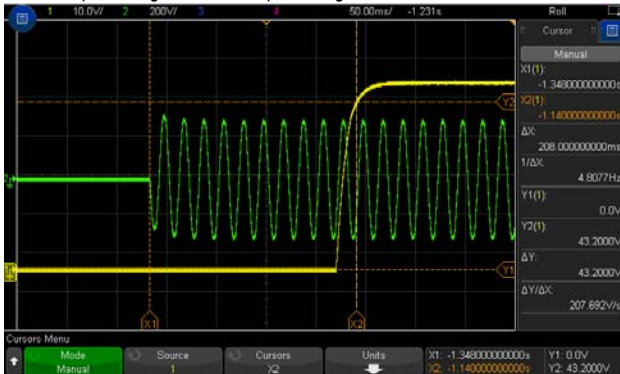 1 10.0V/ 2 200V/ 3 4 50.00ms/ -1.231s Roll
Cursor
Manual
X1(1):
-1.348000000000s
X2(1):
-1.140000000000s
ΔX:
208.000000000ms
1/ΔX:
4.8077Hz
Y1(1):
0.0V
Y2(1):
43.2000V
ΔY:
43.2000V
ΔY/ΔX:
207.692V/s
Y2
Y1
X1 X2
Cursors Menu
Mode Source Cursors Units X1: -1.348000000000s Y1: 0.0V
Manual 1 X2 X2: -1.140000000000s Y2: 43.2000V